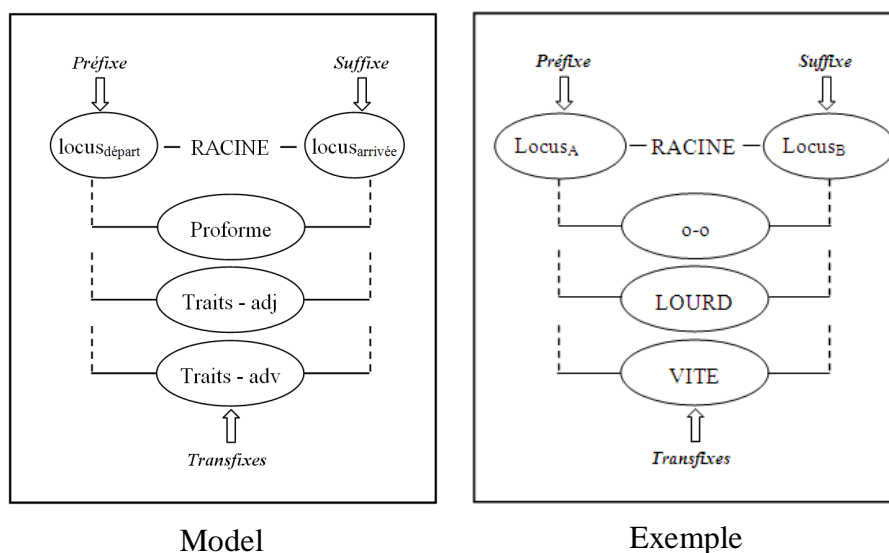 Préfixe
Suffixe
locusdépart
RACINE
locusarrivée
Proforme
Traits - adj
Traits - adv
Transfixes
Model
Préfixe
Suffixe
LocusA
RACINE
LocusB
o-o
LOURD
VITE
Transfixes
Exemple